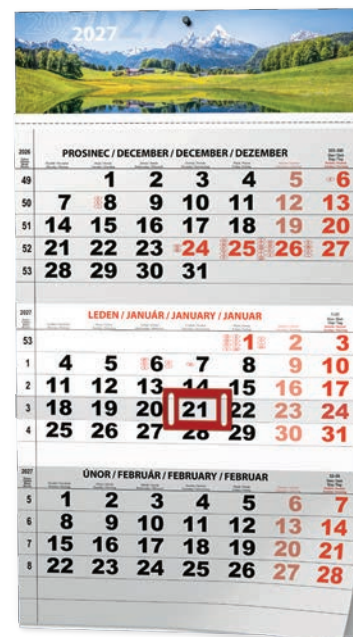 2027
2026 PROSINEC / DECEMBER / DECEMBER / DEZEMBER
49 1 2 3 4 5 6
50 7 8 9 10 11 12 13
51 14 15 16 17 18 19 20
52 21 22 23 24 25 26 27
53 28 29 30 31
2027 LEDEN / JANUÁR / JANUARY / JANUAR
53 1 2 3
1 4 5 6 7 8 9 10
2 11 12 13 14 15 16 17
3 18 19 20 21 22 23 24
4 25 26 27 28 29 30 31
2027 ÚNOR / FEBRUÁR / FEBRUARY / FEBRUAR
5 1 2 3 4 5 6 7
6 8 9 10 11 12 13 14
7 15 16 17 18 19 20 21
8 22 23 24 25 26 27 28